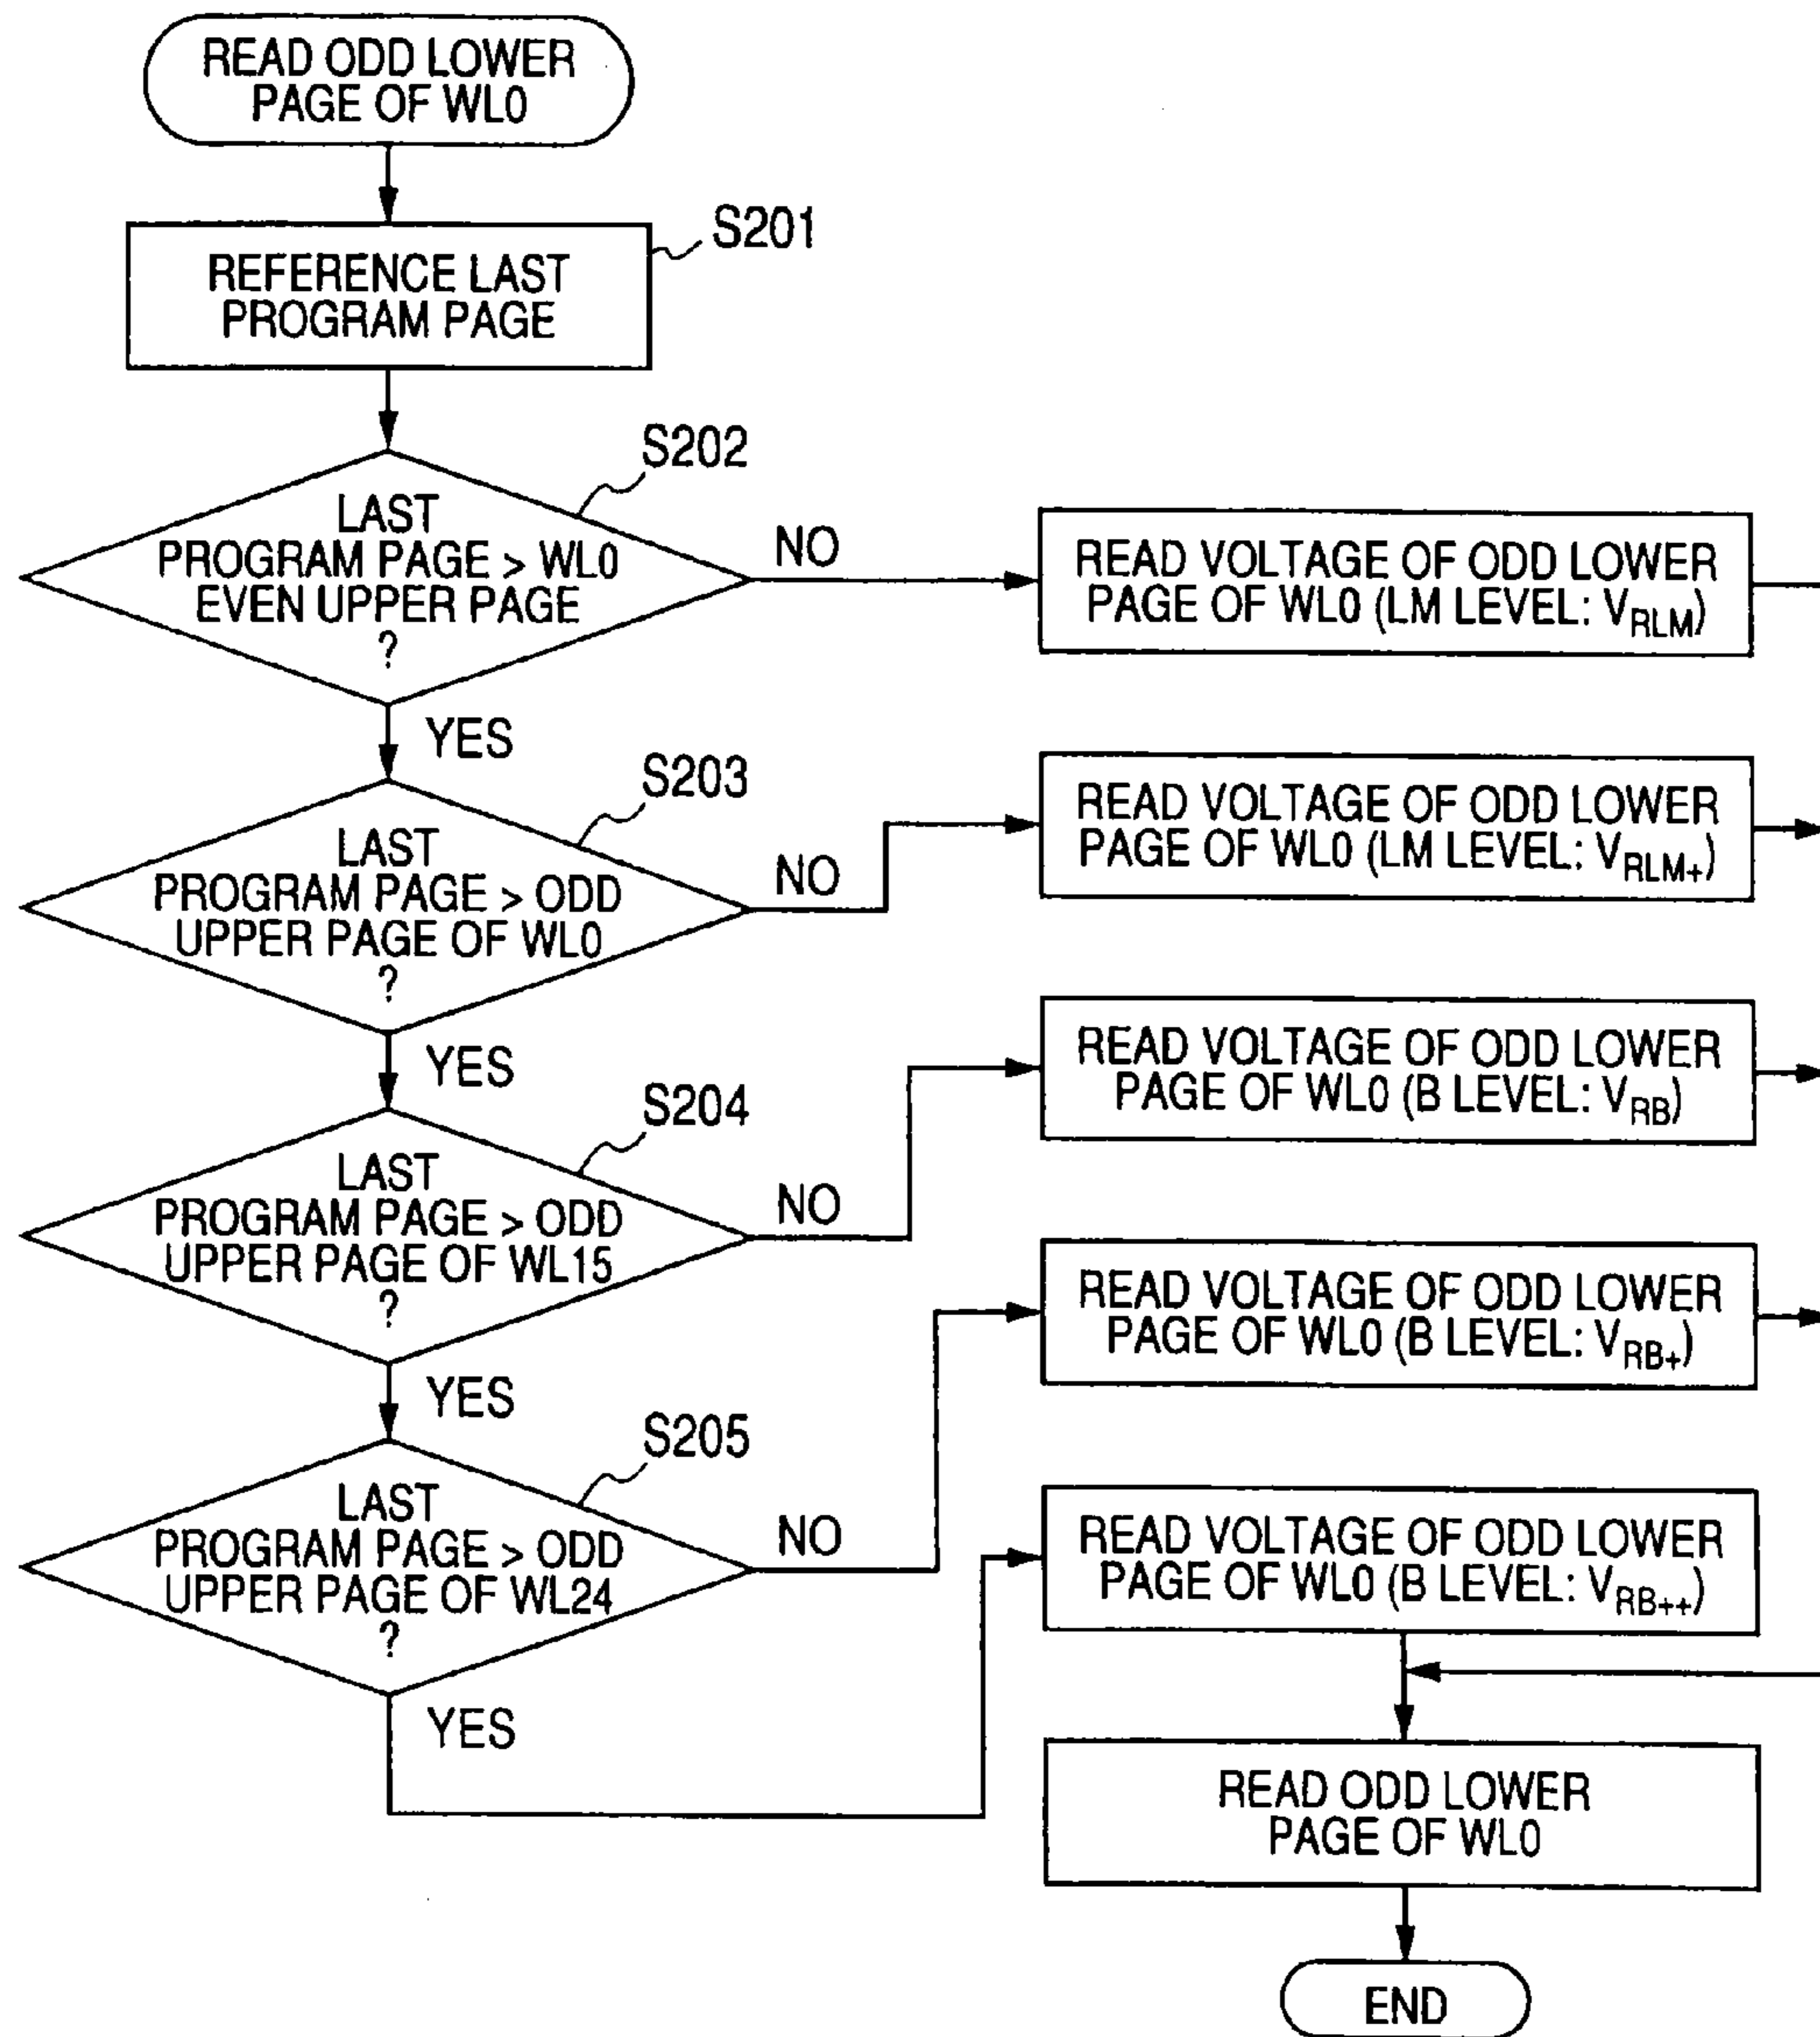 READ ODD LOWER
PAGE OF WL0
S201
REFERENCE LAST
PROGRAM PAGE
S202
LAST
PROGRAM PAGE > WL0
EVEN UPPER PAGE
?
NO
READ VOLTAGE OF ODD LOWER
PAGE OF WL0 (LM LEVEL: VRLM)
YES
S203
LAST
PROGRAM PAGE > ODD
UPPER PAGE OF WL0
?
NO
READ VOLTAGE OF ODD LOWER
PAGE OF WL0 (LM LEVEL: VRLM+)
YES
S204
LAST
PROGRAM PAGE > ODD
UPPER PAGE OF WL15
?
NO
READ VOLTAGE OF ODD LOWER
PAGE OF WL0 (B LEVEL: VRB)
YES
S205
LAST
PROGRAM PAGE > ODD
UPPER PAGE OF WL24
?
NO
READ VOLTAGE OF ODD LOWER
PAGE OF WL0 (B LEVEL: VRB+)
YES
READ VOLTAGE OF ODD LOWER
PAGE OF WL0 (B LEVEL: VRB++)
READ ODD LOWER
PAGE OF WL0
END